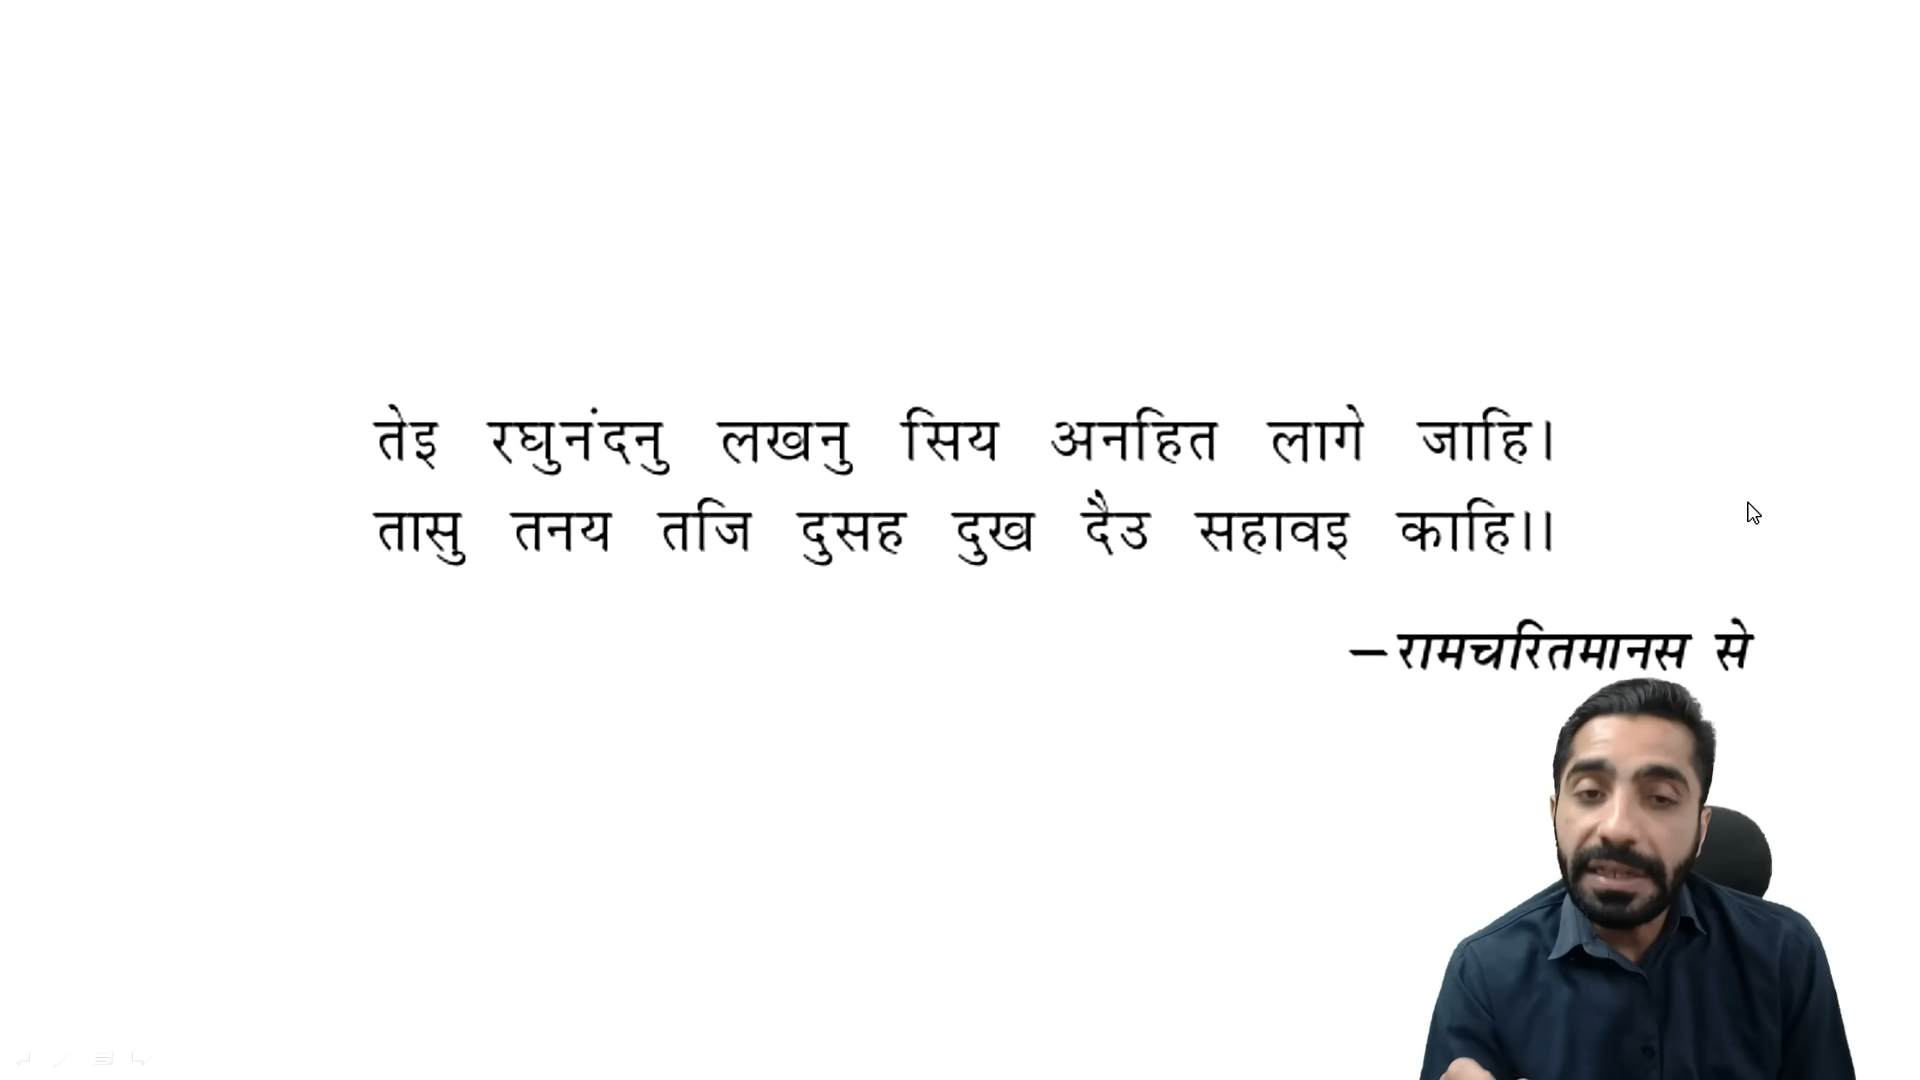 तेइ रघुनंदनु लखनु सिय अनहित लागे जाहि।
तासु तनय तजि दुसह दुख दैउ सहावइ काहि।।
—रामचरितमानस से